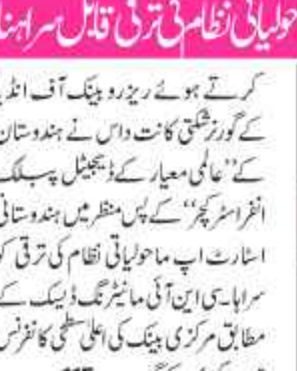 حولیاتی نظام کی ترقی قابل سراہنا
کرتے ہوئے ریزرو بینک آف انڈیا
کے گورنر شکتی کانت داس نے ہندوستان
کے ’’عالمی معیار کے ڈیجیٹل پبلک
انفراسٹرکچر‘‘ کے پس منظر میں ہندوستانی
اسٹارٹ اپ ماحولیاتی نظام کی ترقی کو
سراہا۔سی این آئی مانیٹرنگ ڈیسک کے
مطابق مرکزی بینک کی اعلیٰ سطحی کانفرنس